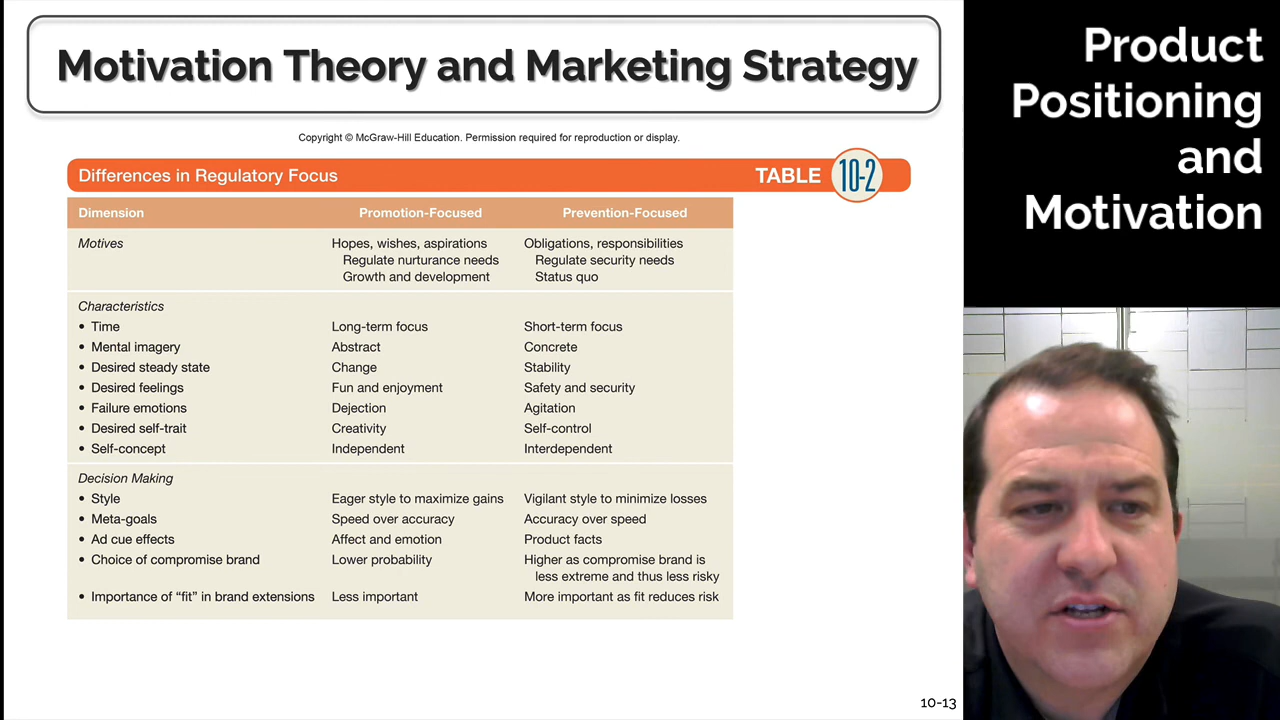 Motivation Theory and Marketing Strategy
Product
Positioning
and
Motivation
Copyright © McGraw-Hill Education. Permission required for reproduction or display.
Differences in Regulatory Focus TABLE 10-2
Dimension Promotion-Focused Prevention-Focused
Motives Hopes, wishes, aspirations Obligations, responsibilities
Regulate nurturance needs Regulate security needs
Growth and development Status quo
Characteristics
• Time Long-term focus Short-term focus
• Mental imagery Abstract Concrete
• Desired steady state Change Stability
• Desired feelings Fun and enjoyment Safety and security
• Failure emotions Dejection Agitation
• Desired self-trait Creativity Self-control
• Self-concept Independent Interdependent
Decision Making
• Style Eager style to maximize gains Vigilant style to minimize losses
• Meta-goals Speed over accuracy Accuracy over speed
• Ad cue effects Affect and emotion Product facts
• Choice of compromise brand Lower probability Higher as compromise brand is
less extreme and thus less risky
• Importance of “fit” in brand extensions Less important More important as fit reduces risk
10-13